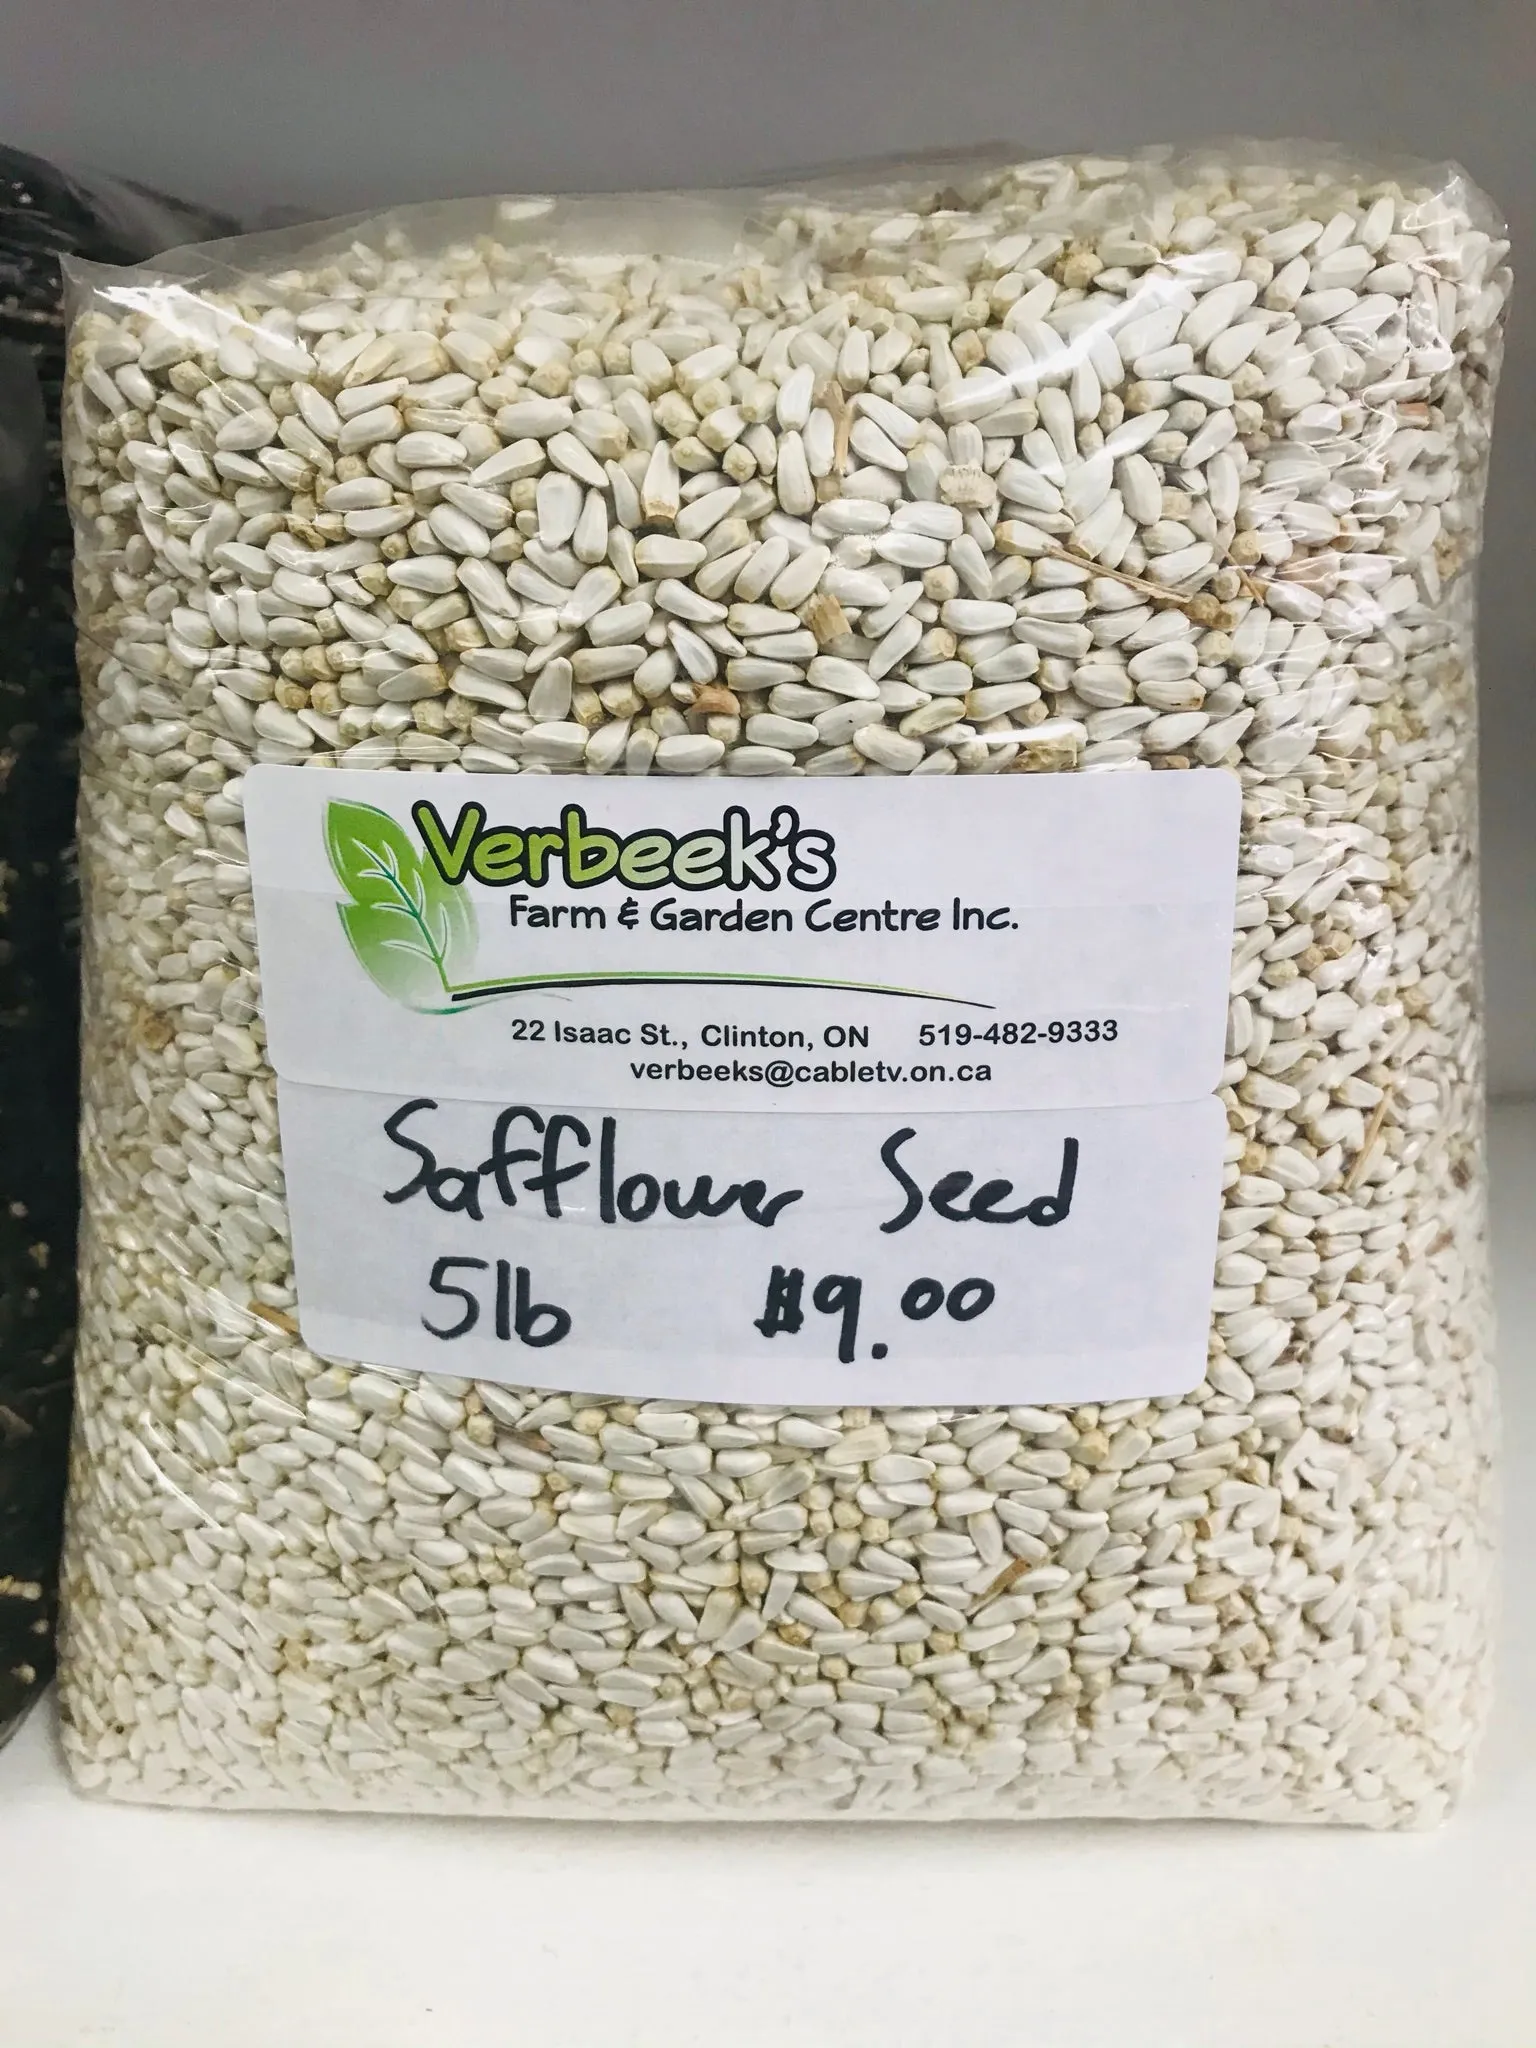 Verbeek's
Farm & Garden Centre Inc.
22 Isaac St., Clinton, ON 519-482-9333
verbeeks@cabletv.on.ca
Safflower Seed
5lb $9.00